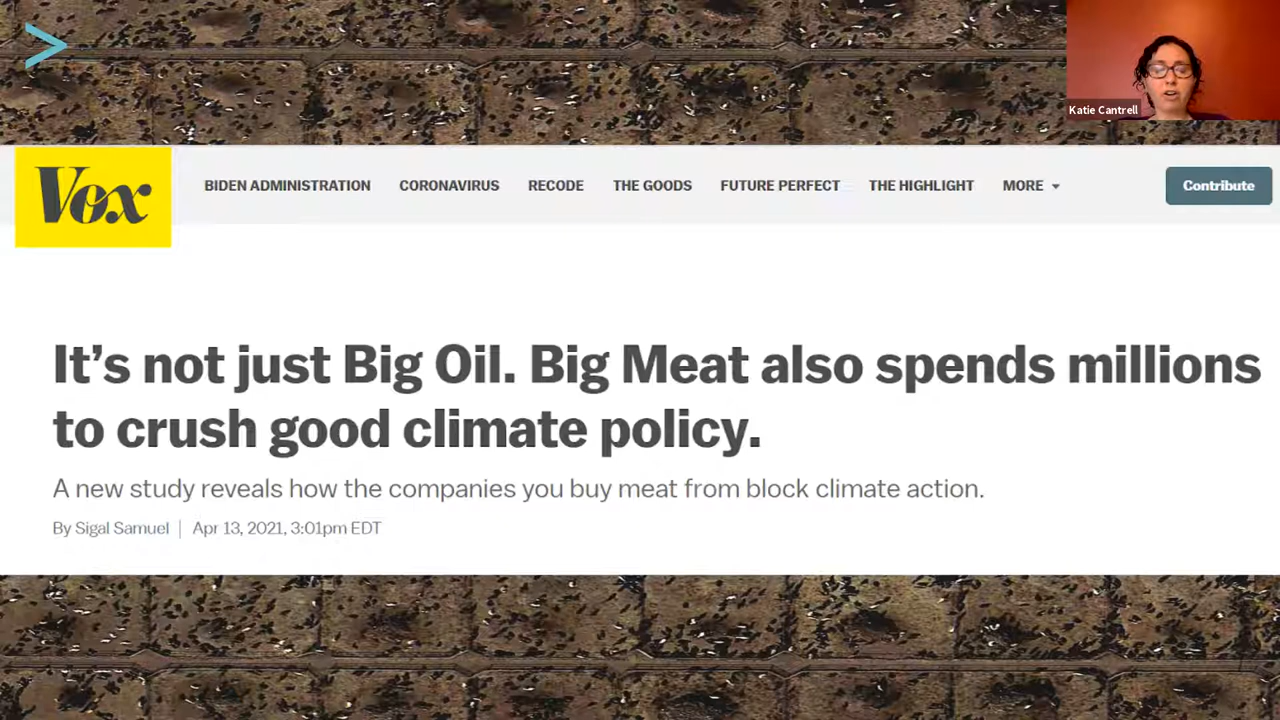 Katie Cantrell
Vox
BIDEN ADMINISTRATION CORONAVIRUS RECODE THE GOODS FUTURE PERFECT THE HIGHLIGHT MORE Contribute
It's not just Big Oil. Big Meat also spends millions
to crush good climate policy.
A new study reveals how the companies you buy meat from block climate action.
By Sigal Samuel | Apr 13, 2021, 3:01pm EDT